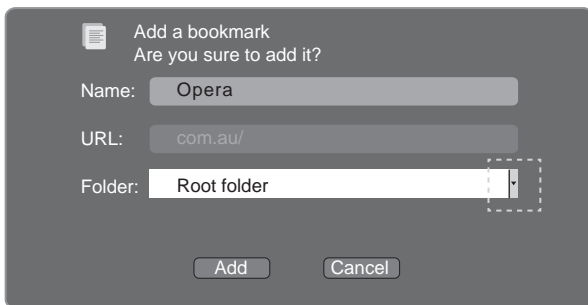 Add a bookmark
Are you sure to add it?
Name: Opera
URL: com.au/
Folder: Root folder
Add Cancel